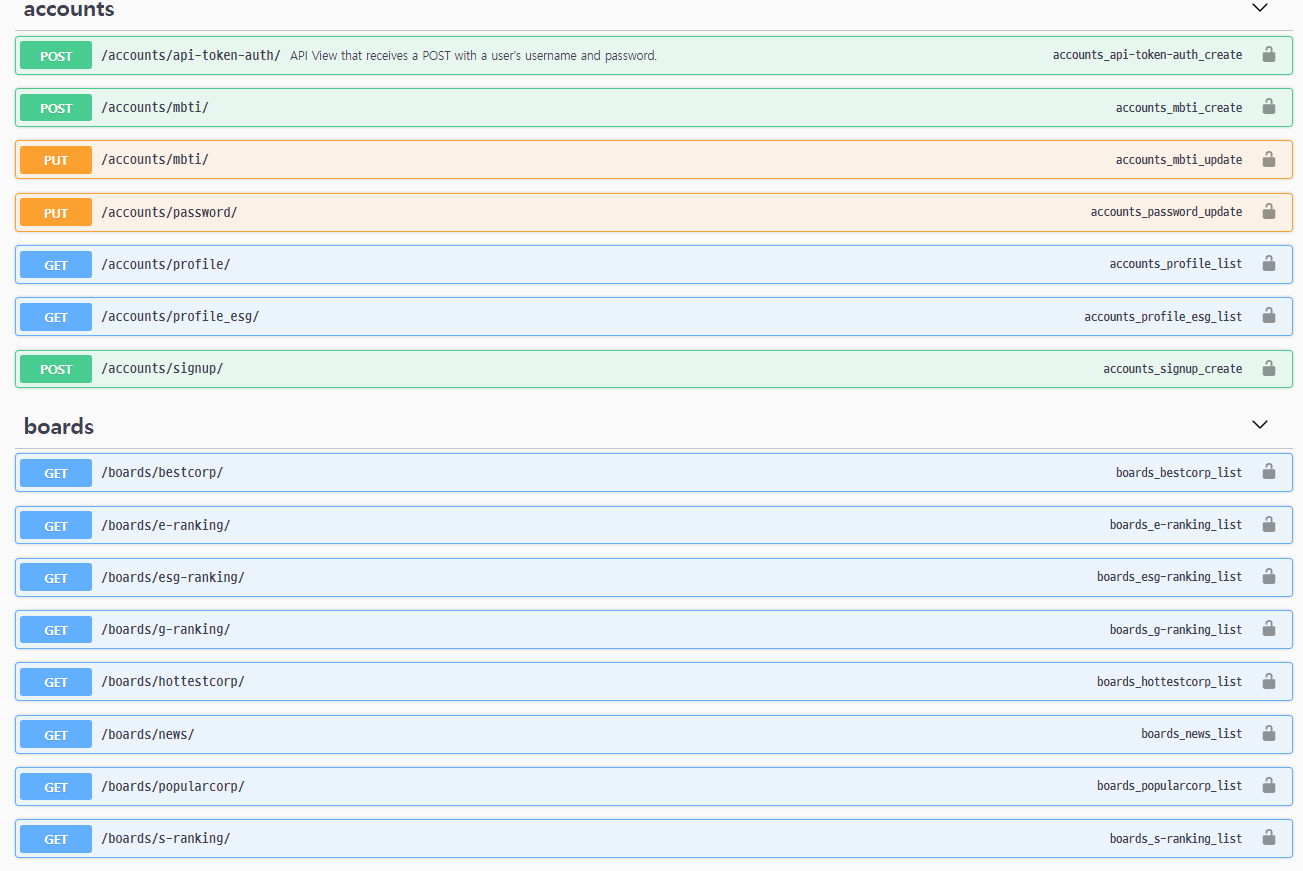 accounts
POST /accounts/api-token-auth/ API View that receives a POST with a user's username and password. accounts_api-token-auth_create
POST /accounts/mbti/ accounts_mbti_create
PUT /accounts/mbti/ accounts_mbti_update
PUT /accounts/password/ accounts_password_update
GET /accounts/profile/ accounts_profile_list
GET /accounts/profile_esg/ accounts_profile_esg_list
POST /accounts/signup/ accounts_signup_create
boards
GET /boards/bestcorp/ boards_bestcorp_list
GET /boards/e-ranking/ boards_e-ranking_list
GET /boards/esg-ranking/ boards_esg-ranking_list
GET /boards/g-ranking/ boards_g-ranking_list
GET /boards/hottestcorp/ boards_hottestcorp_list
GET /boards/news/ boards_news_list
GET /boards/popularcorp/ boards_popularcorp_list
GET /boards/s-ranking/ boards_s-ranking_list